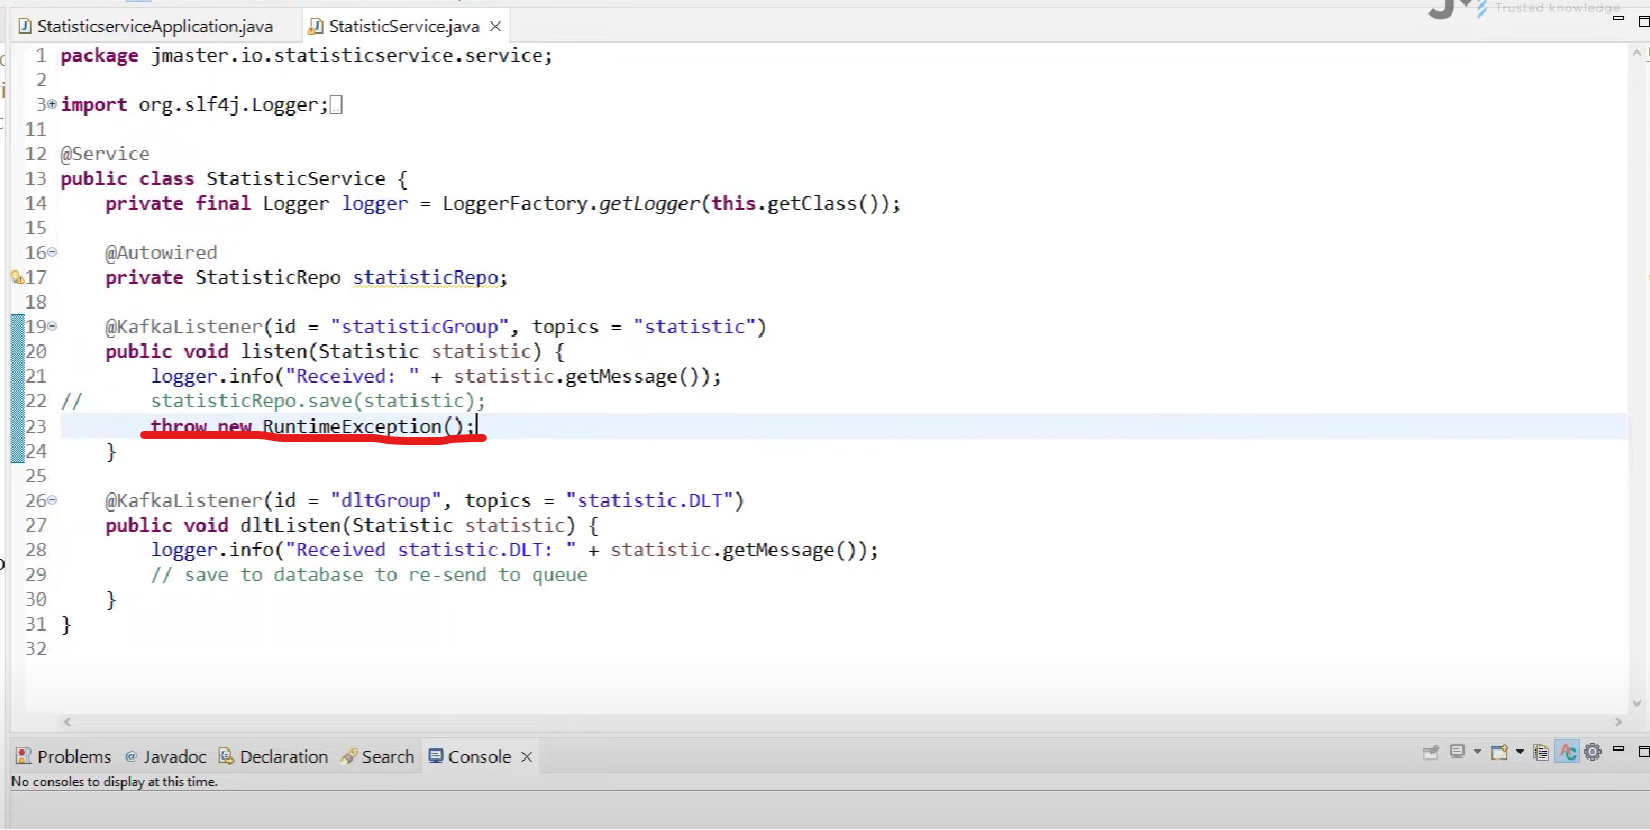 Trusted knowledge
StatisticserviceApplication.java
StatisticService.java
1 package jmaster.io.statisticservice.service;
2
3 import org.slf4j.Logger;
11
12 @Service
13 public class StatisticService {
14 private final Logger logger = LoggerFactory.getLogger(this.getClass());
15
16 @Autowired
17 private StatisticRepo statisticRepo;
18
19 @KafkaListener(id = "statisticGroup", topics = "statistic")
20 public void listen(Statistic statistic) {
21 logger.info("Received: " + statistic.getMessage());
22 // statisticRepo.save(statistic);
23 throw new RuntimeException();
24 }
25
26 @KafkaListener(id = "dltGroup", topics = "statistic.DLT")
27 public void dltListen(Statistic statistic) {
28 logger.info("Received statistic.DLT: " + statistic.getMessage());
29 // save to database to re-send to queue
30 }
31 }
32
Problems @ Javadoc Declaration Search Console
No consoles to display at this time.